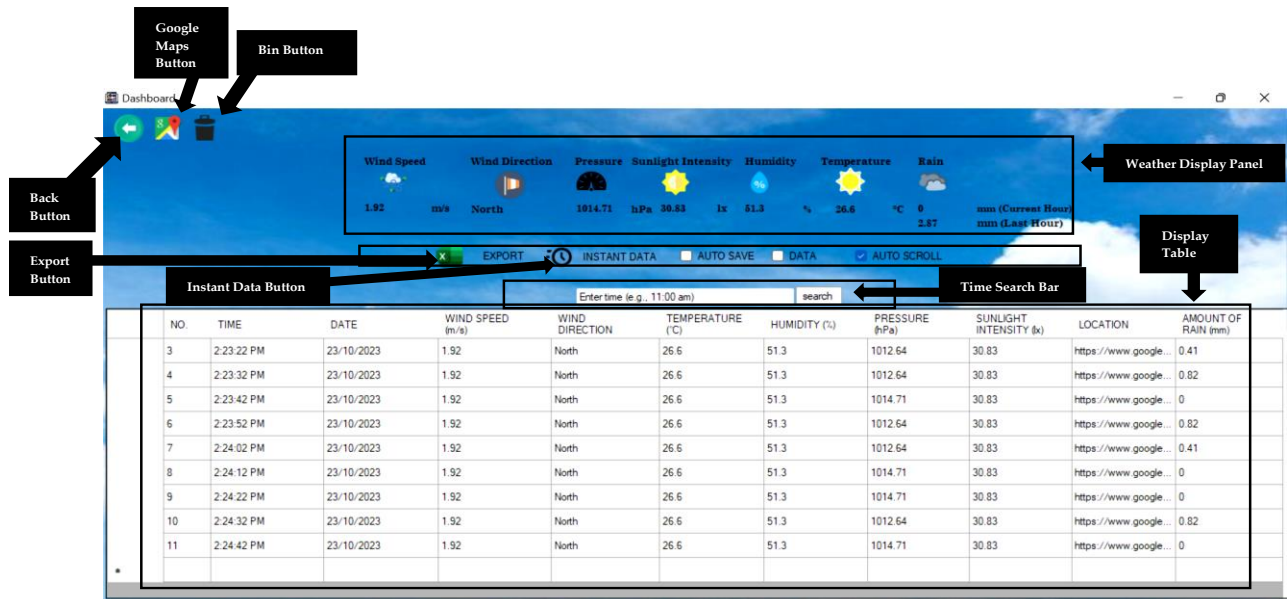 Google
Maps
Button
Bin Button
Dashboard
Wind Speed Wind Direction Pressure Sunlight Intensity Humidity Temperature Rain
Weather Display Panel
Back
Button
1.92 m/s North 1014.71 hPa 30.83 lx 51.3 % 26.6 °C 0 mm (Current Hour)
2.87 mm (Last Hour)
Display
Table
Export
Button
X EXPORT INSTANT DATA AUTO SAVE DATA AUTO SCROLL
Instant Data Button
Time Search Bar
Enter time (e.g., 11:00 am) search
NO. TIME DATE WIND SPEED (m/s) WIND DIRECTION TEMPERATURE (°C) HUMIDITY (%) PRESSURE (hPa) SUNLIGHT INTENSITY (lx) LOCATION AMOUNT OF RAIN (mm)
3 2:23:22 PM 23/10/2023 1.92 North 26.6 51.3 1012.64 30.83 https://www.google... 0.41
4 2:23:32 PM 23/10/2023 1.92 North 26.6 51.3 1012.64 30.83 https://www.google... 0.82
5 2:23:42 PM 23/10/2023 1.92 North 26.6 51.3 1014.71 30.83 https://www.google... 0
6 2:23:52 PM 23/10/2023 1.92 North 26.6 51.3 1012.64 30.83 https://www.google... 0.82
7 2:24:02 PM 23/10/2023 1.92 North 26.6 51.3 1012.64 30.83 https://www.google... 0.41
8 2:24:12 PM 23/10/2023 1.92 North 26.6 51.3 1014.71 30.83 https://www.google... 0
9 2:24:22 PM 23/10/2023 1.92 North 26.6 51.3 1014.71 30.83 https://www.google... 0
10 2:24:32 PM 23/10/2023 1.92 North 26.6 51.3 1012.64 30.83 https://www.google... 0.82
11 2:24:42 PM 23/10/2023 1.92 North 26.6 51.3 1014.71 30.83 https://www.google... 0
*